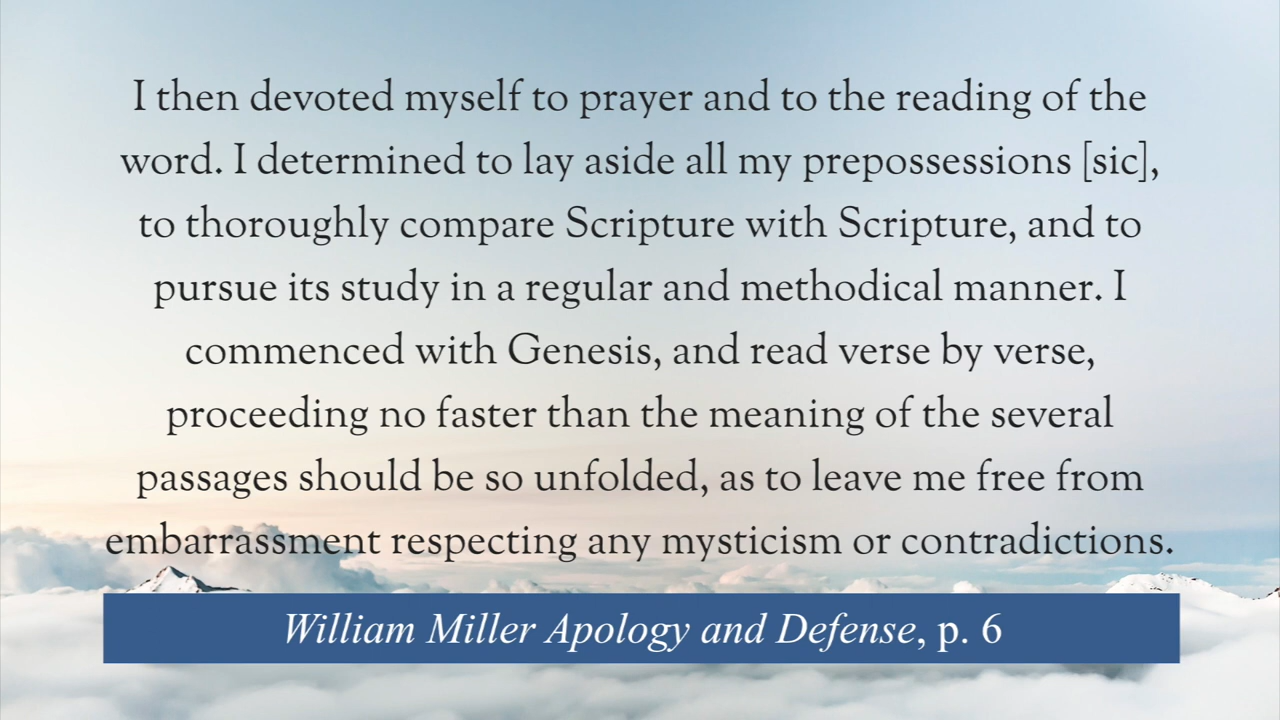 I then devoted myself to prayer and to the reading of the
word. I determined to lay aside all my prepossessions [sic],
to thoroughly compare Scripture with Scripture, and to
pursue its study in a regular and methodical manner. I
commenced with Genesis, and read verse by verse,
proceeding no faster than the meaning of the several
passages should be so unfolded, as to leave me free from
embarrassment respecting any mysticism or contradictions.
William Miller Apology and Defense, p. 6